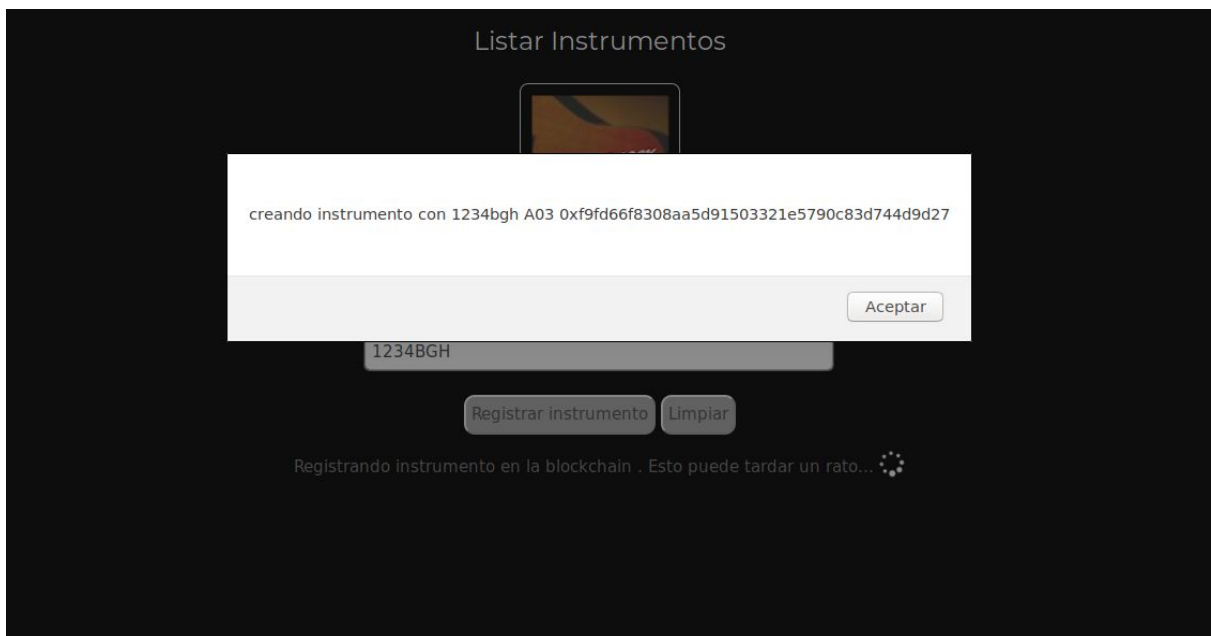 Listar Instrumentos
creando instrumento con 1234bgh A03 0xf9fd66f8308aa5d91503321e5790c83d744d9d27
Aceptar
1234BGH
Registrar instrumento Limpiar
Registrando instrumento en la blockchain . Esto puede tardar un rato...